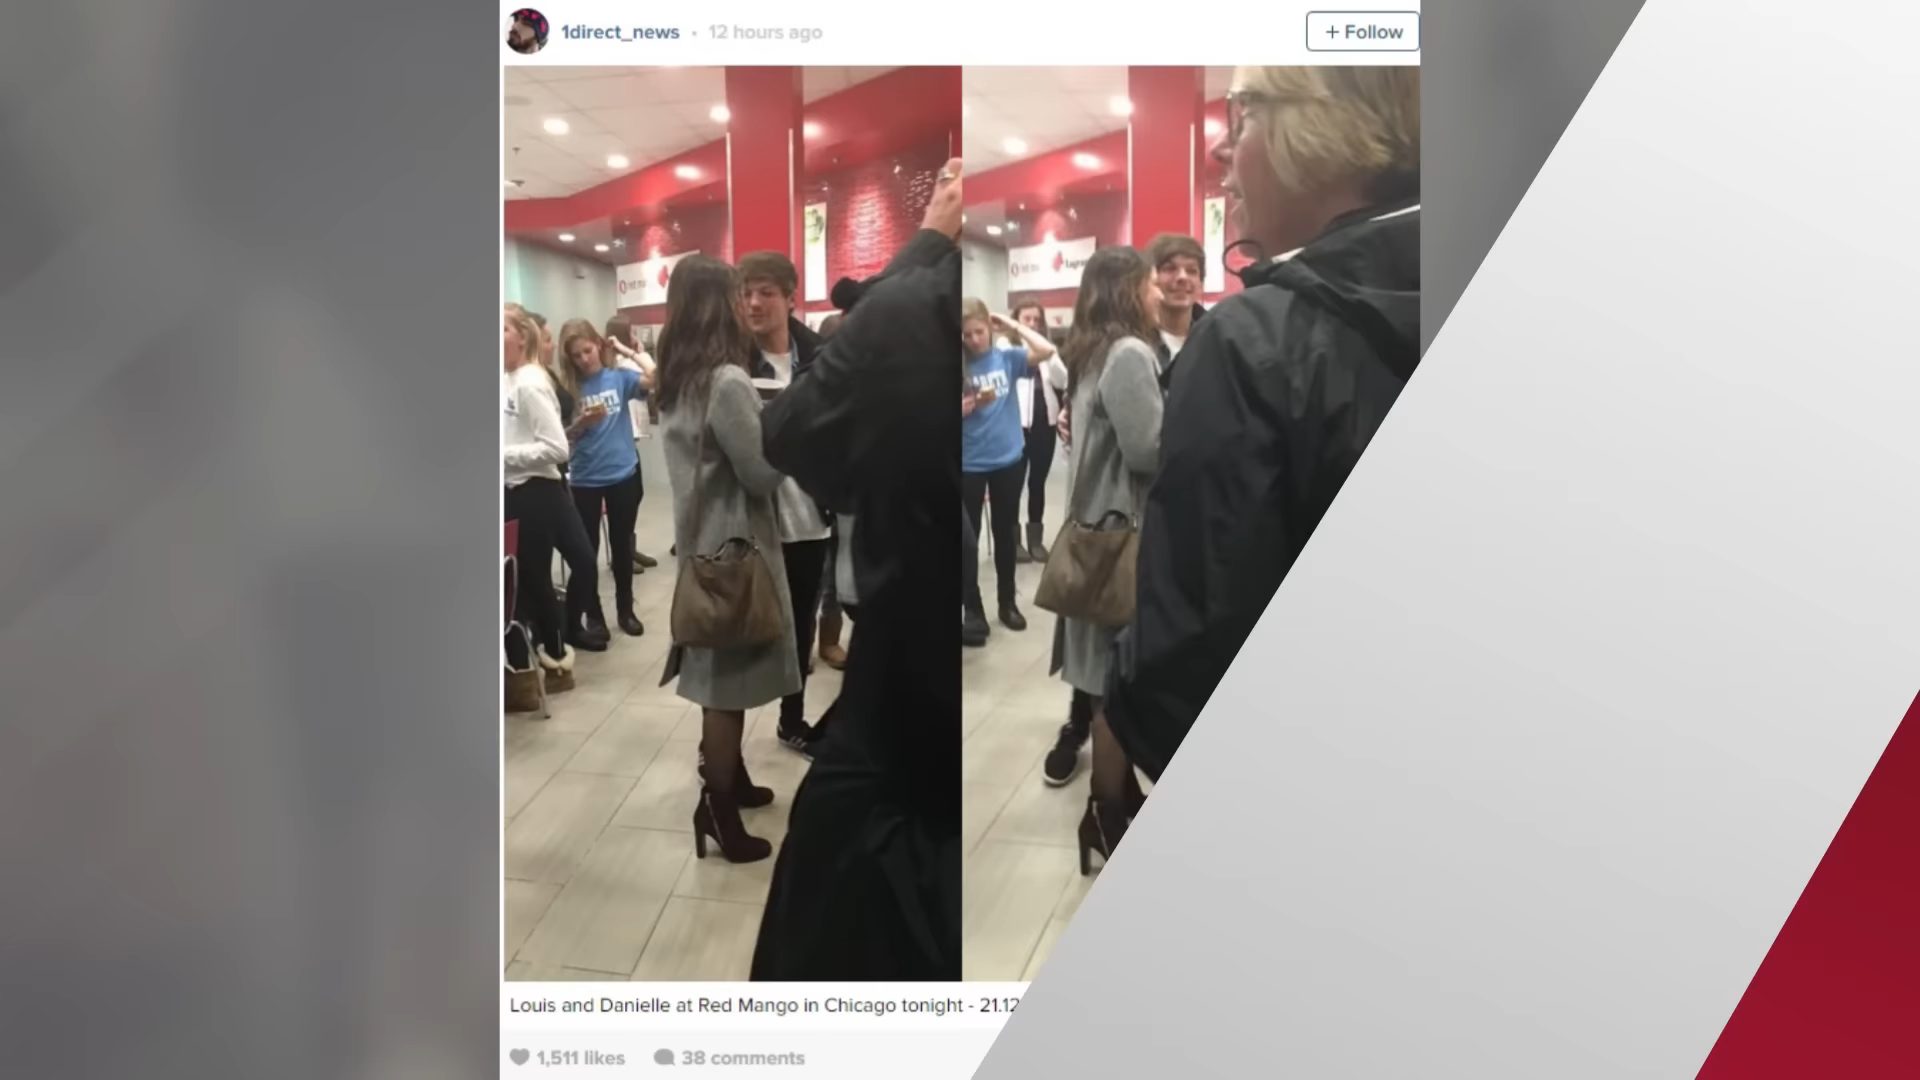 1direct_news • 12 hours ago
+ Follow
Louis and Danielle at Red Mango in Chicago tonight - 21.12
1,511 likes 38 comments